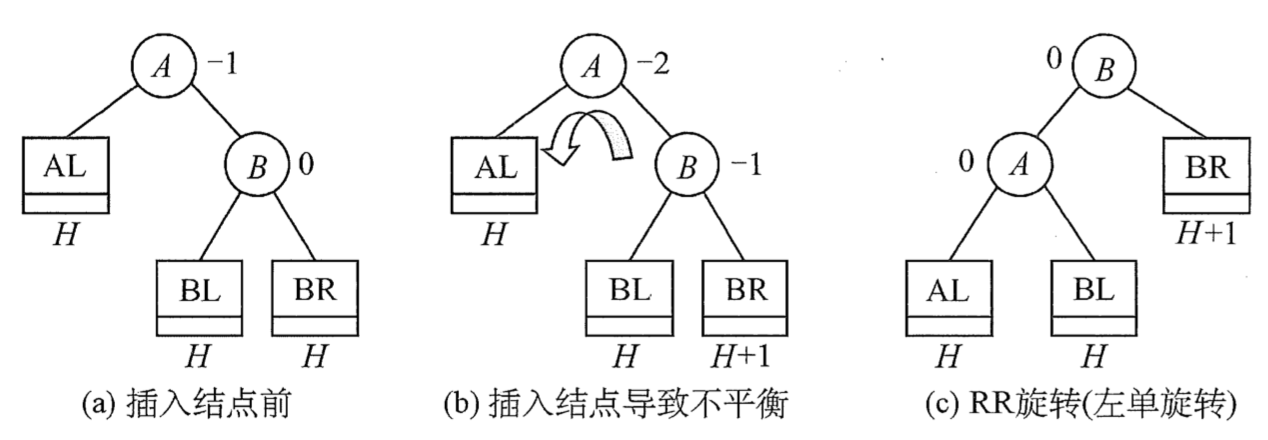 A −1
AL
H
B 0
BL
H
BR
H
(a) 插入结点前
A −2
AL
H
B −1
BL
H
BR
H+1
(b) 插入结点导致不平衡
0 B
0 A
BR
H+1
AL
H
BL
H
(c) RR旋转(左单旋转)